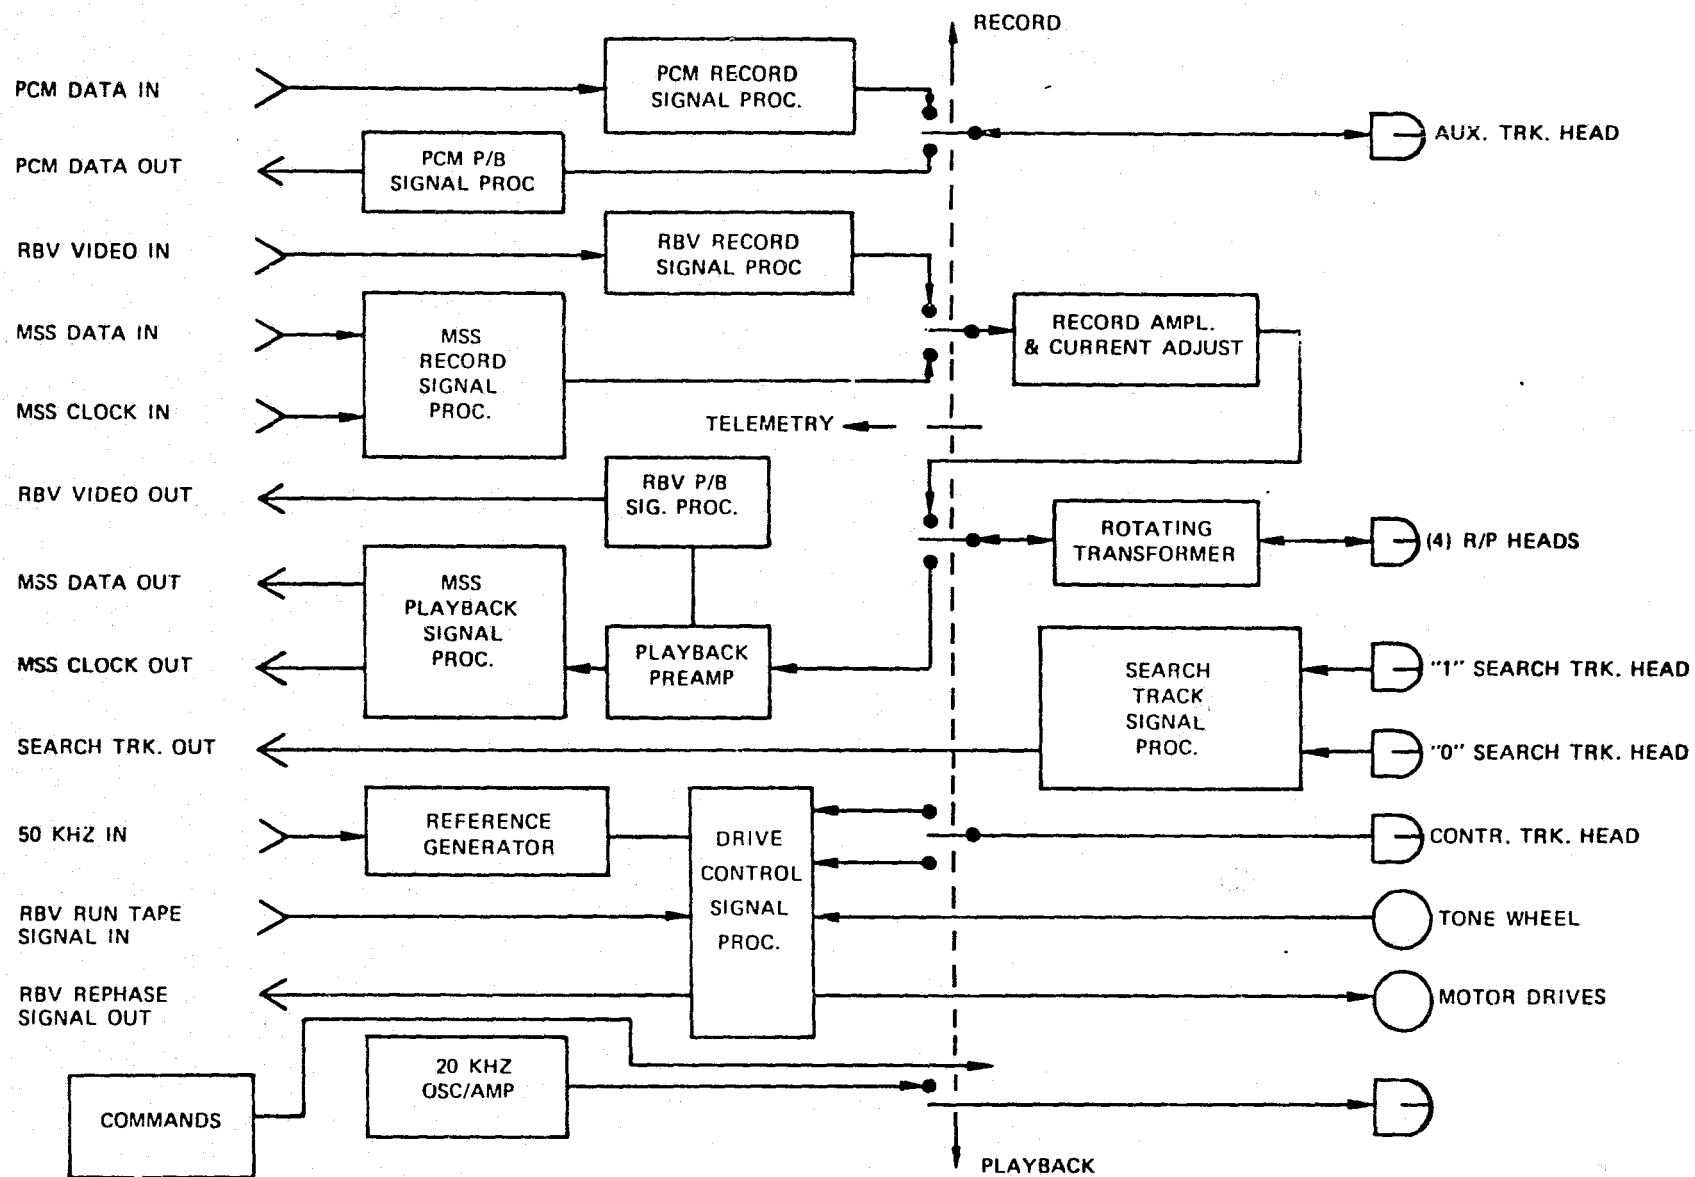 RECORD
PCM DATA IN
PCM RECORD
SIGNAL PROC.
AUX. TRK. HEAD
PCM DATA OUT
PCM P/B
SIGNAL PROC
RBV VIDEO IN
RBV RECORD
SIGNAL PROC
MSS DATA IN
MSS
RECORD
SIGNAL
PROC.
RECORD AMPL.
& CURRENT ADJUST
MSS CLOCK IN
TELEMETRY
RBV VIDEO OUT
RBV P/B
SIG. PROC.
ROTATING
TRANSFORMER
(4) R/P HEADS
MSS DATA OUT
MSS
PLAYBACK
SIGNAL
PROC.
MSS CLOCK OUT
PLAYBACK
PREAMP
SEARCH
TRACK
SIGNAL
PROC.
"1" SEARCH TRK. HEAD
SEARCH TRK. OUT
"0" SEARCH TRK. HEAD
50 KHZ IN
REFERENCE
GENERATOR
DRIVE
CONTROL
SIGNAL
PROC.
CONTR. TRK. HEAD
RBV RUN TAPE
SIGNAL IN
TONE WHEEL
RBV REPHASE
SIGNAL OUT
MOTOR DRIVES
20 KHZ
OSC/AMP
COMMANDS
PLAYBACK